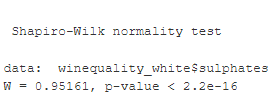 Shapiro-Wilk normality test
data:  winequality_white$sulphates
W = 0.95161, p-value < 2.2e-16